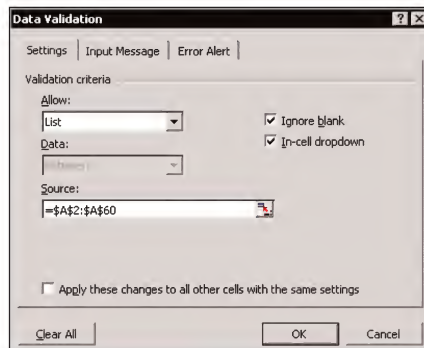 Data Validation
Settings
Input Message
Error Alert
Validation criteria
Allow:
List
Ignore blank
Data:
In-cell dropdown
between
Source:
=$A$2:$A$60
Apply these changes to all other cells with the same settings
Clear All
OK
Cancel